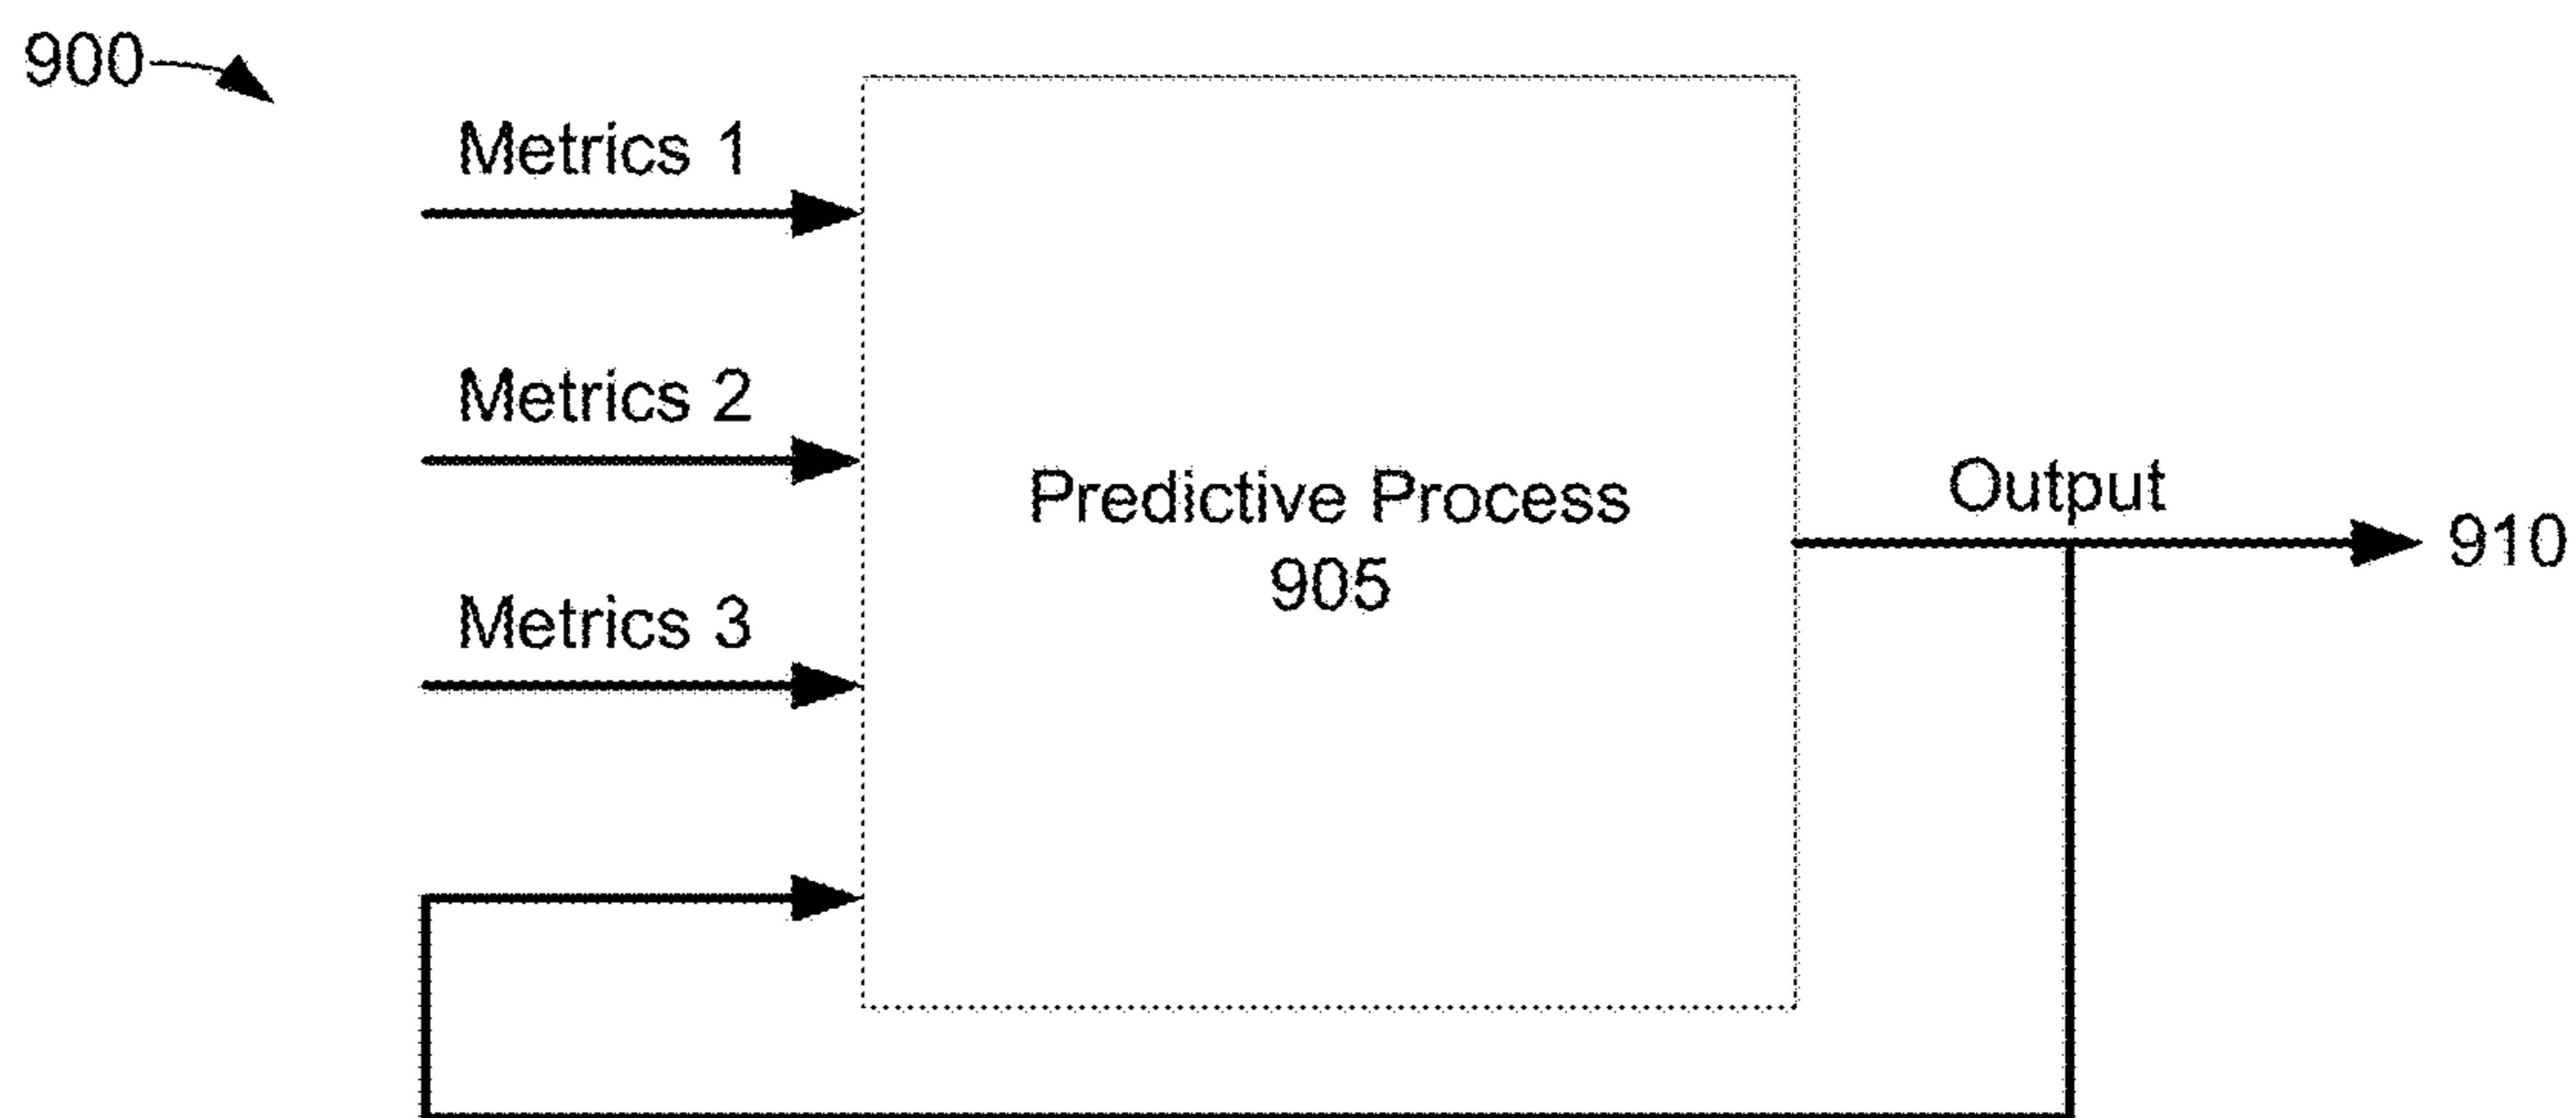 900
Metrics 1
Metrics 2
Metrics 3
Predictive Process
905
Output
910